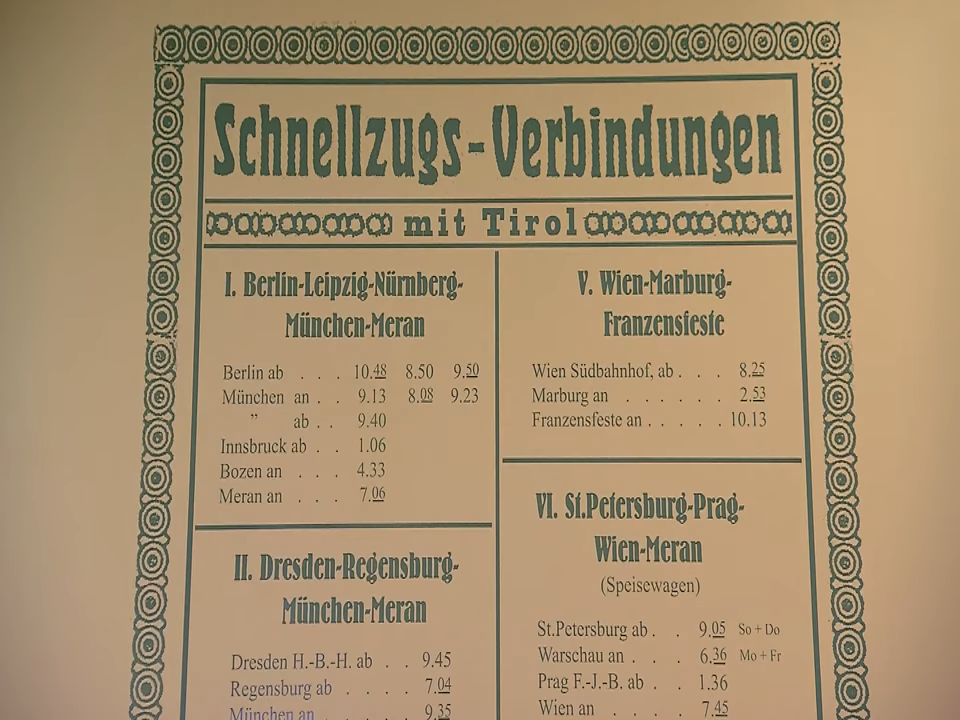 Schnellzugs-Verbindungen
mit Tirol
I. Berlin-Leipzig-Nürnberg-
München-Meran
Berlin ab . . . 10.48 8.50 9.50
München an . . 9.13 8.08 9.23
” ab . . 9.40
Innsbruck ab . . 1.06
Bozen an . . . 4.33
Meran an . . . 7.06
II. Dresden-Regensburg-
München-Meran
Dresden H.-B.-H. ab . . 9.45
Regensburg ab . . . . 7.04
München an . . . . 9.35
V. Wien-Marburg-
Franzensfeste
Wien Südbahnhof, ab . . . 8.25
Marburg an . . . . . . 2.53
Franzensfeste an . . . . . 10.13
VI. St.Petersburg-Prag-
Wien-Meran
(Speisewagen)
St.Petersburg ab . . 9.05 So + Do
Warschau an . . . 6.36 Mo + Fr
Prag F.-J.-B. ab . . 1.36
Wien an . . . . 7.45